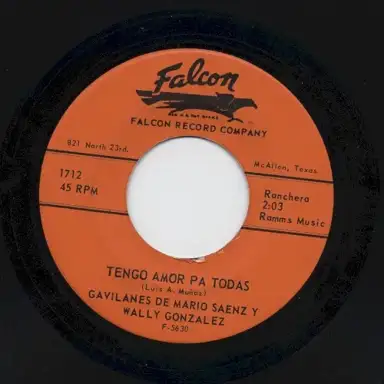 Falcon
FALCON RECORD COMPANY
821 North 23rd.
McAllen, Texas
1712
45 RPM
Ranchera
2:03
Ramms Music
TENGO AMOR PA TODAS
(Luis A. Muñoz)
GAVILANES DE MARIO SAENZ Y
WALLY GONZALEZ
F-5630